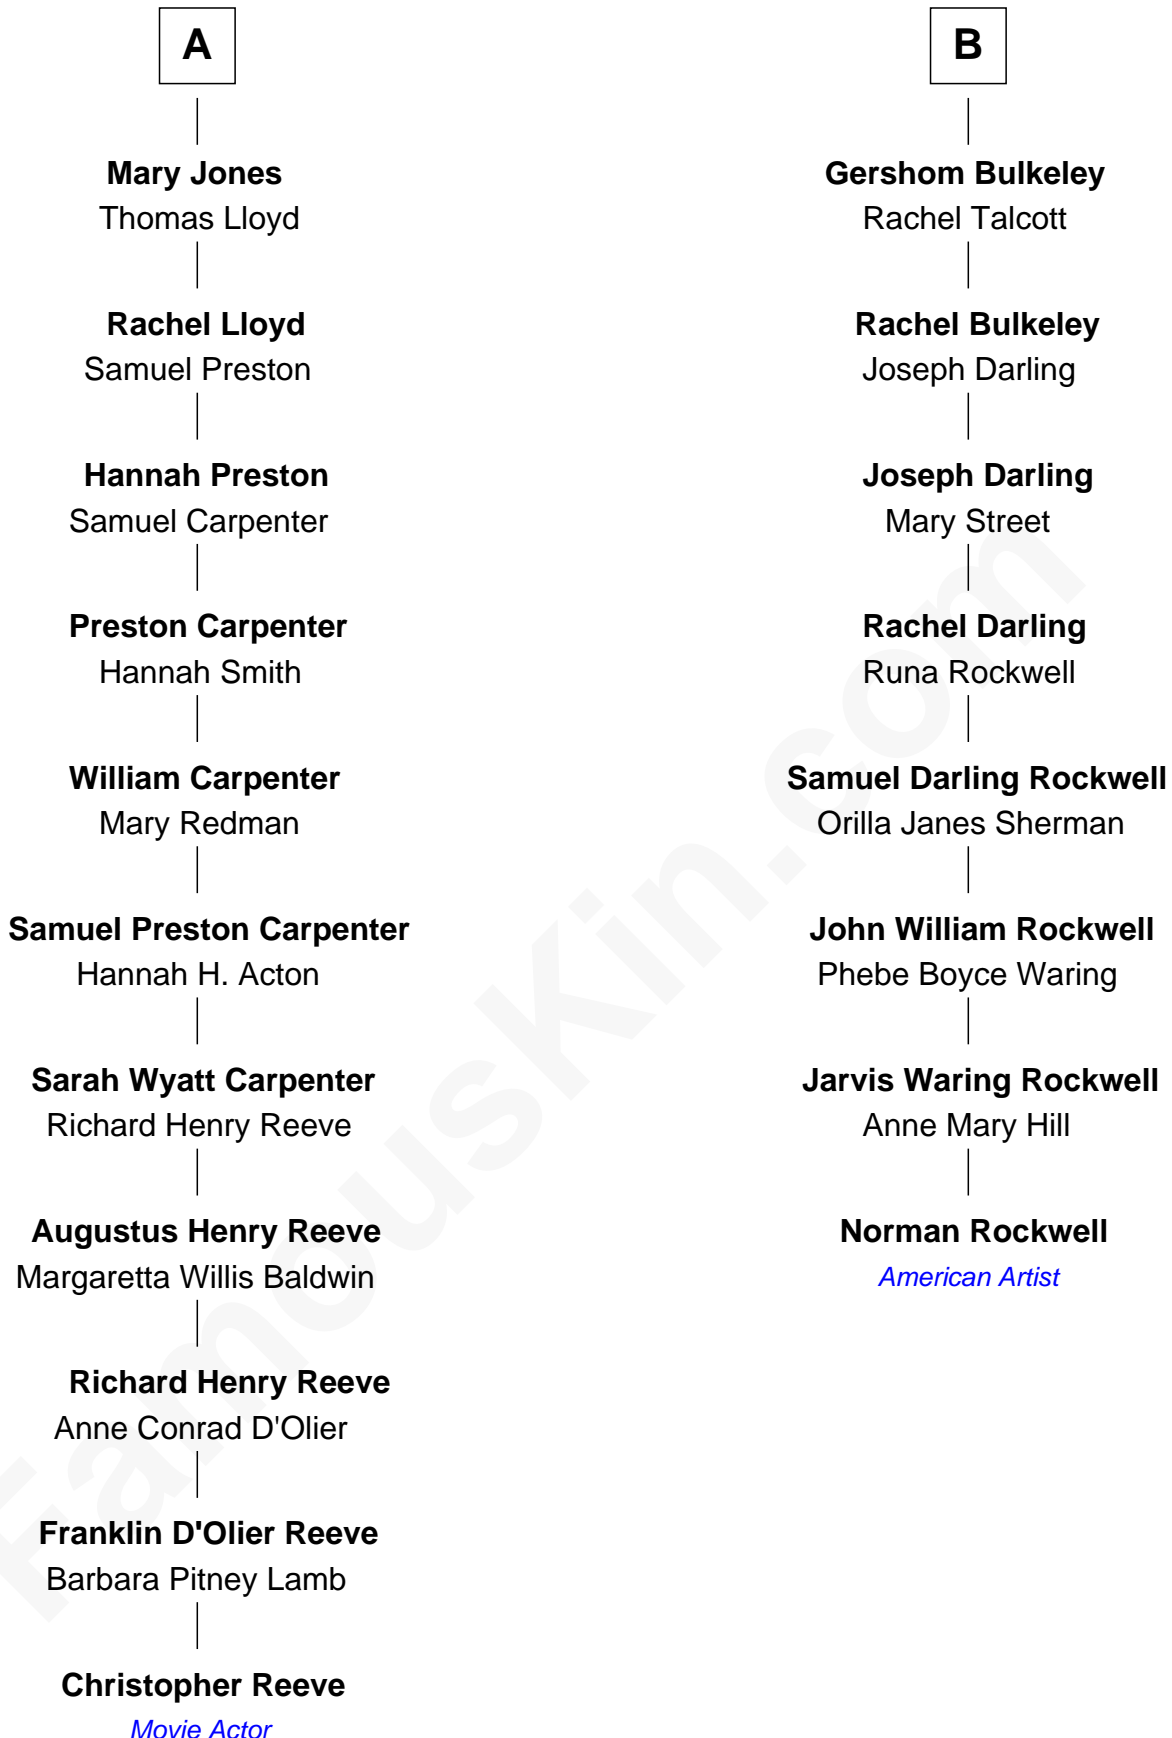 A
Mary Jones
Thomas Lloyd
Rachel Lloyd
Samuel Preston
Hannah Preston
Samuel Carpenter
Preston Carpenter
Hannah Smith
William Carpenter
Mary Redman
Samuel Preston Carpenter
Hannah H. Acton
Sarah Wyatt Carpenter
Richard Henry Reeve
Augustus Henry Reeve
Margaretta Willis Baldwin
Richard Henry Reeve
Anne Conrad D'Olier
Franklin D'Olier Reeve
Barbara Pitney Lamb
Christopher Reeve
Movie Actor
B
Gershom Bulkeley
Rachel Talcott
Rachel Bulkeley
Joseph Darling
Joseph Darling
Mary Street
Rachel Darling
Runa Rockwell
Samuel Darling Rockwell
Orilla Janes Sherman
John William Rockwell
Phebe Boyce Waring
Jarvis Waring Rockwell
Anne Mary Hill
Norman Rockwell
American Artist
FamousKin.com